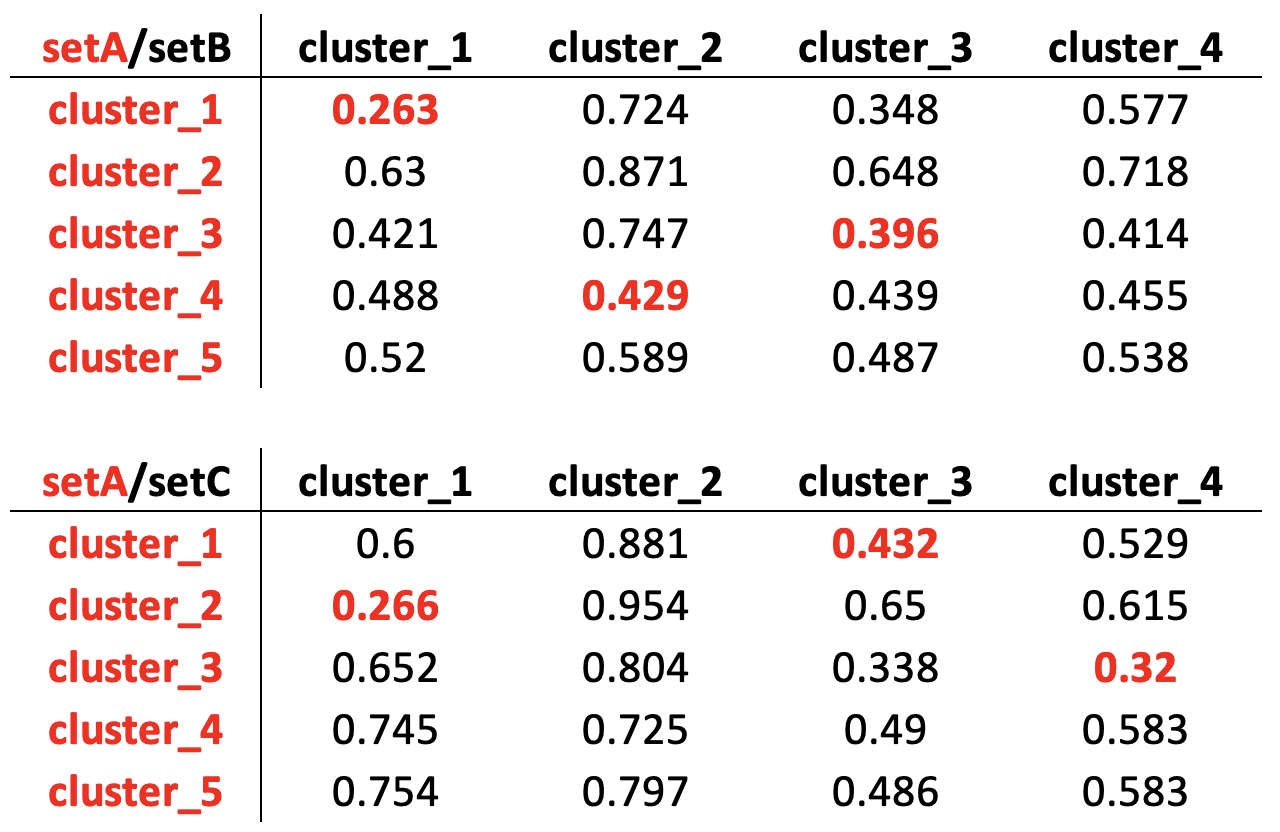 setA/setB cluster_1 cluster_2 cluster_3 cluster_4
cluster_1 0.263 0.724 0.348 0.577
cluster_2 0.63 0.871 0.648 0.718
cluster_3 0.421 0.747 0.396 0.414
cluster_4 0.488 0.429 0.439 0.455
cluster_5 0.52 0.589 0.487 0.538
setA/setC cluster_1 cluster_2 cluster_3 cluster_4
cluster_1 0.6 0.881 0.432 0.529
cluster_2 0.266 0.954 0.65 0.615
cluster_3 0.652 0.804 0.338 0.32
cluster_4 0.745 0.725 0.49 0.583
cluster_5 0.754 0.797 0.486 0.583